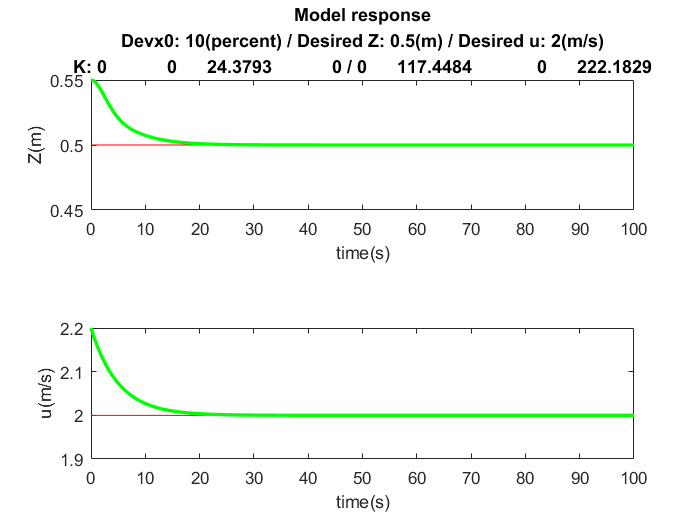 Model response
Devx0: 10(percent) / Desired Z: 0.5(m) / Desired u: 2(m/s)
K: 0 0 24.3793 0 / 0 117.4484 0 222.1829
0.55
0.5
0.45
Z(m)
0 10 20 30 40 50 60 70 80 90 100
time(s)
2.2
2.1
2
1.9
u(m/s)
0 10 20 30 40 50 60 70 80 90 100
time(s)